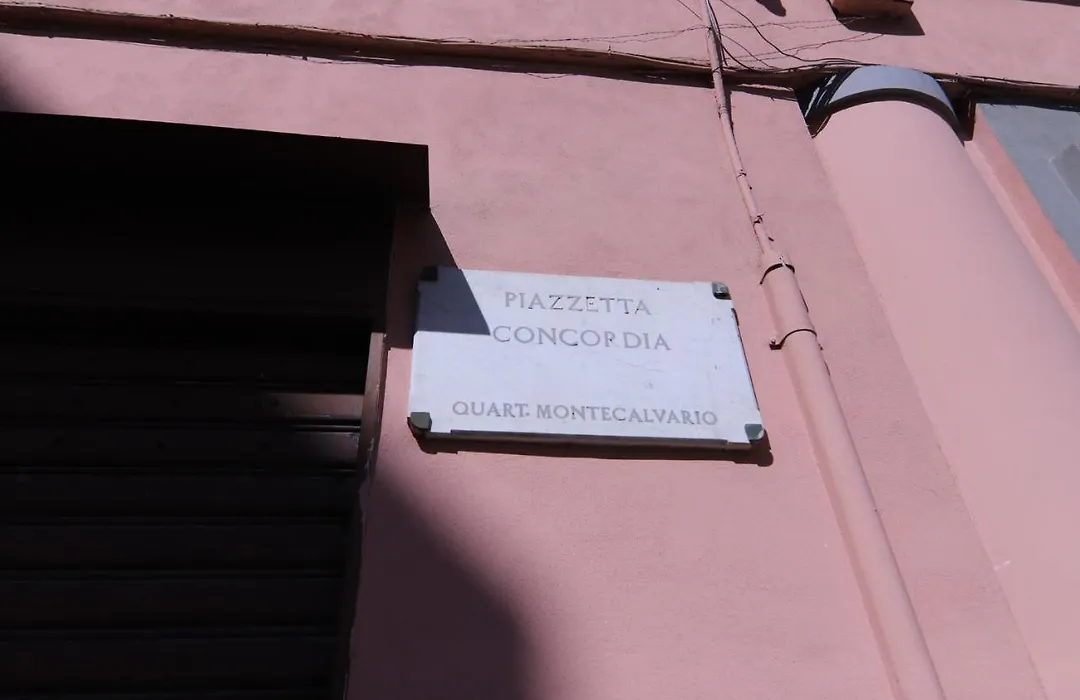 PIAZZETTA
CONCORDIA
QUART. MONTECALVARIO